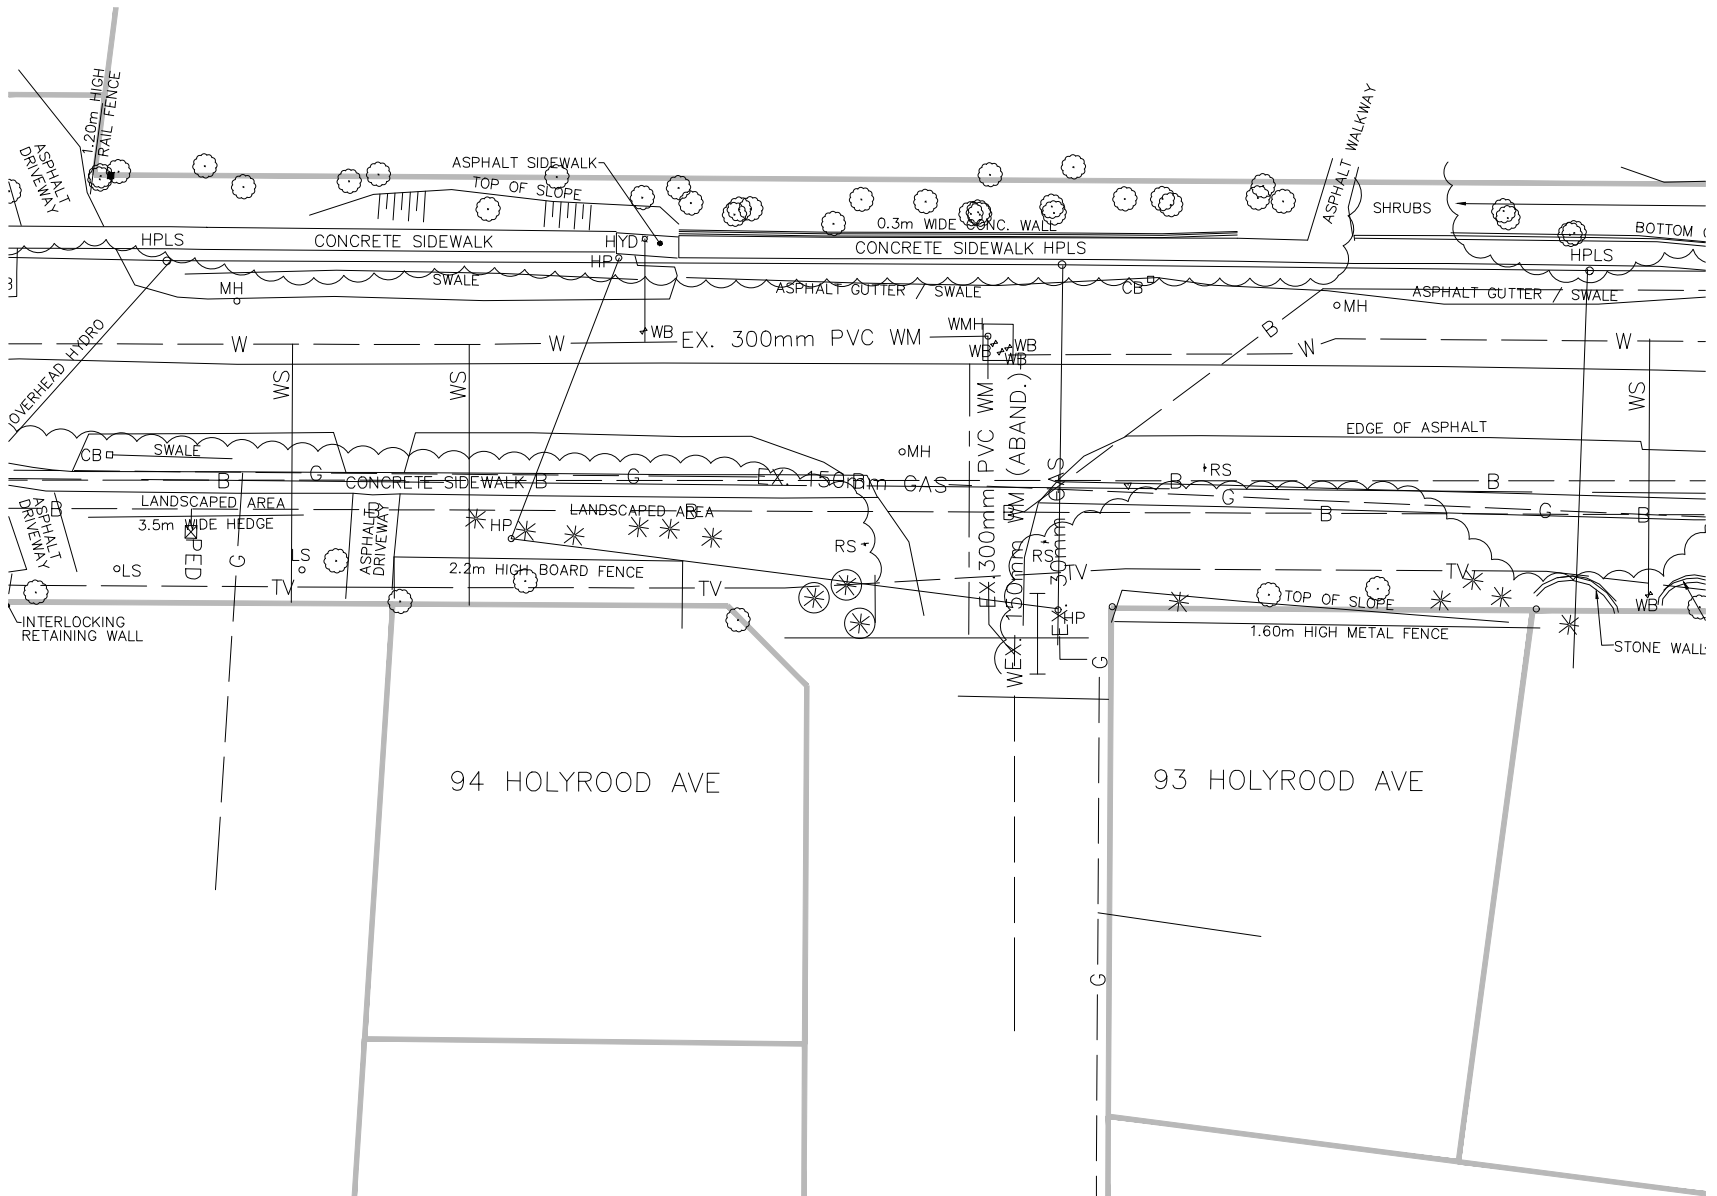 1.20m HIGH
RAIL FENCE
ASPHALT
DRIVEWAY
ASPHALT SIDEWALK
TOP OF SLOPE
ASPHALT WALKWAY
SHRUBS
0.3m WIDE CONC. WALL
BOTTOM
HPLS
CONCRETE SIDEWALK
HYD
CONCRETE SIDEWALK HPLS
HPLS
HP
SWALE
MH
ASPHALT GUTTER / SWALE
CB
ASPHALT GUTTER / SWALE
MH
B
WMH
WB
B
W
W
EX. 300mm PVC WM
WB
WB
WB
W
W
OVERHEAD HYDRO
WS
WS
WS
EX.300mm PVC WM
WEX. 150mm WM (ABAND.)
EX. 30mm GAS
EDGE OF ASPHALT
CB
SWALE
MH
RS
B
G
CONCRETE SIDEWALK
B
G
EX. 150mm GAS
B
B
B
G
G
LANDSCAPED AREA
B
3.5m WIDE HEDGE
B
LANDSCAPED AREA
B
B
B
B
ASPHALT
DRIVEWAY
PED
G
ASPHALT
DRIVEWAY
HP
RS
RS
LS
LS
2.2m HIGH BOARD FENCE
TV
TV
TV
TV
TOP OF SLOPE
WB
HP
INTERLOCKING
RETAINING WALL
1.60m HIGH METAL FENCE
STONE WALL
G
94 HOLYROOD AVE
93 HOLYROOD AVE
G